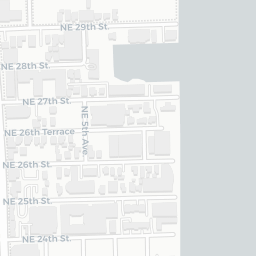 NE 29th St.
NE 28th St.
NE 27th St.
NE 5th Ave.
NE 26th Terrace
NE 26th St.
NE 25th St.
NE 24th St.